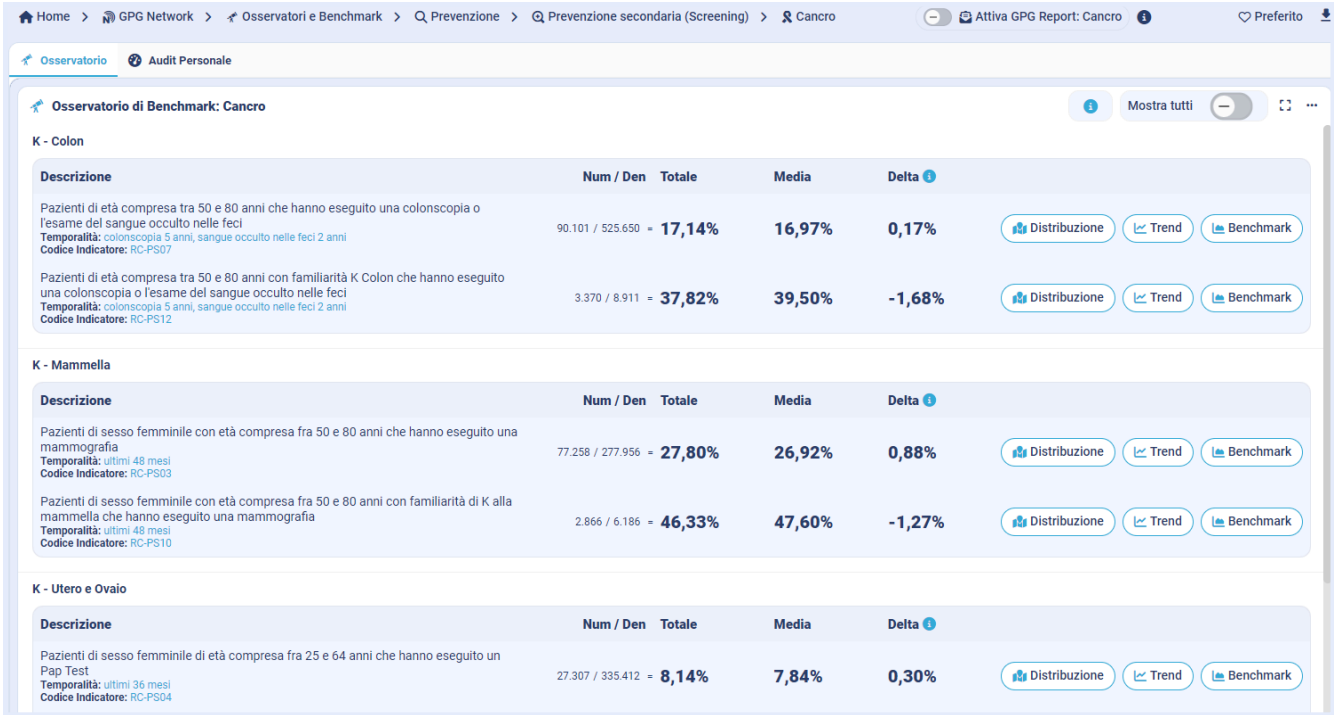 Home > GPG Network > Osservatori e Benchmark > Prevenzione > Prevenzione secondaria (Screening) > Cancro Attiva GPG Report: Cancro Preferito
Osservatorio Audit Personale
Osservatorio di Benchmark: Cancro Mostra tutti
K - Colon
Descrizione Num / Den Totale Media Delta
Pazienti di età compresa tra 50 e 80 anni che hanno eseguito una colonscopia o
l'esame del sangue occulto nelle feci
Temporalità: colonscopia 5 anni, sangue occulto nelle feci 2 anni
Codice Indicatore: RC-PS07
90.101 / 525.650 = 17,14% 16,97% 0,17% Distribuzione Trend Benchmark
Pazienti di età compresa tra 50 e 80 anni con familiarità K Colon che hanno eseguito
una colonscopia o l'esame del sangue occulto nelle feci
Temporalità: colonscopia 5 anni, sangue occulto nelle feci 2 anni
Codice Indicatore: RC-PS12
3.370 / 8.911 = 37,82% 39,50% -1,68% Distribuzione Trend Benchmark
K - Mammella
Descrizione Num / Den Totale Media Delta
Pazienti di sesso femminile con età compresa fra 50 e 80 anni che hanno eseguito una
mammografia
Temporalità: ultimi 48 mesi
Codice Indicatore: RC-PS03
77.258 / 277.956 = 27,80% 26,92% 0,88% Distribuzione Trend Benchmark
Pazienti di sesso femminile con età compresa fra 50 e 80 anni con familiarità di K alla
mammella che hanno eseguito una mammografia
Temporalità: ultimi 48 mesi
Codice Indicatore: RC-PS10
2.866 / 6.186 = 46,33% 47,60% -1,27% Distribuzione Trend Benchmark
K - Utero e Ovaio
Descrizione Num / Den Totale Media Delta
Pazienti di sesso femminile di età compresa fra 25 e 64 anni che hanno eseguito un
Pap Test
Temporalità: ultimi 36 mesi
Codice Indicatore: RC-PS04
27.307 / 335.412 = 8,14% 7,84% 0,30% Distribuzione Trend Benchmark